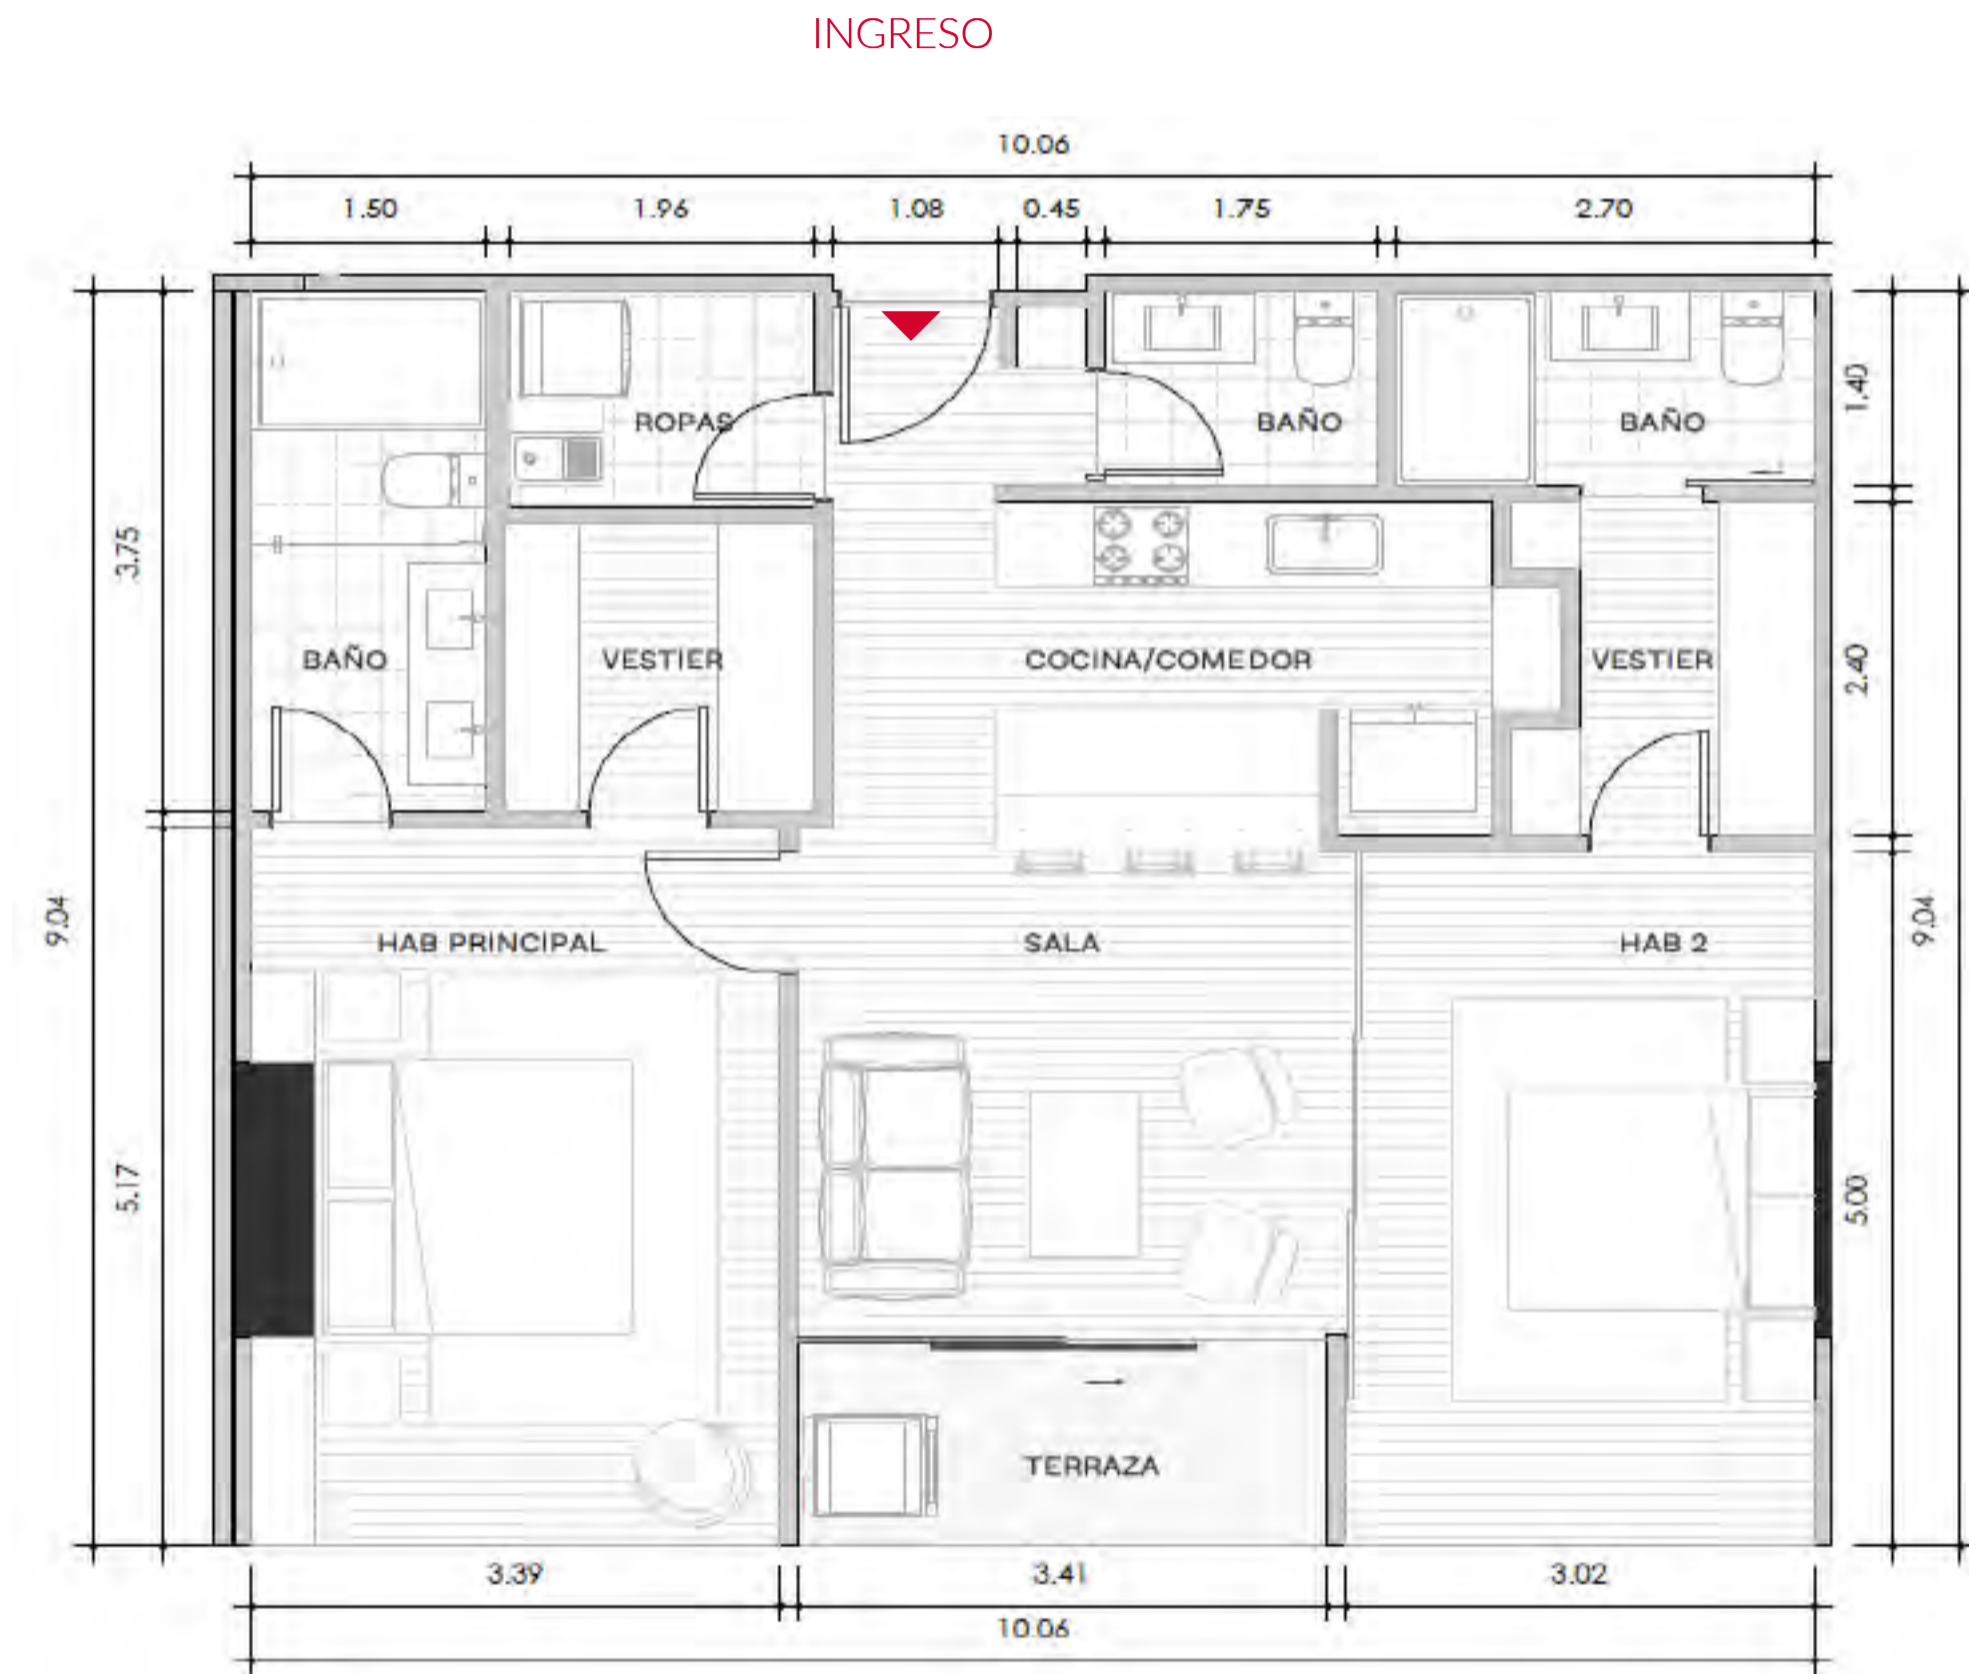 INGRESO
10.06
1.50 1.96 1.08 0.45 1.75 2.70
1.40
ROPAS BAÑO BAÑO
3.75
BAÑO VESTIER COCINA/COMEDOR VESTIER 2.40
9.04 9.04
HAB PRINCIPAL SALA HAB 2
5.17 5.00
TERRAZA
3.39 3.41 3.02
10.06